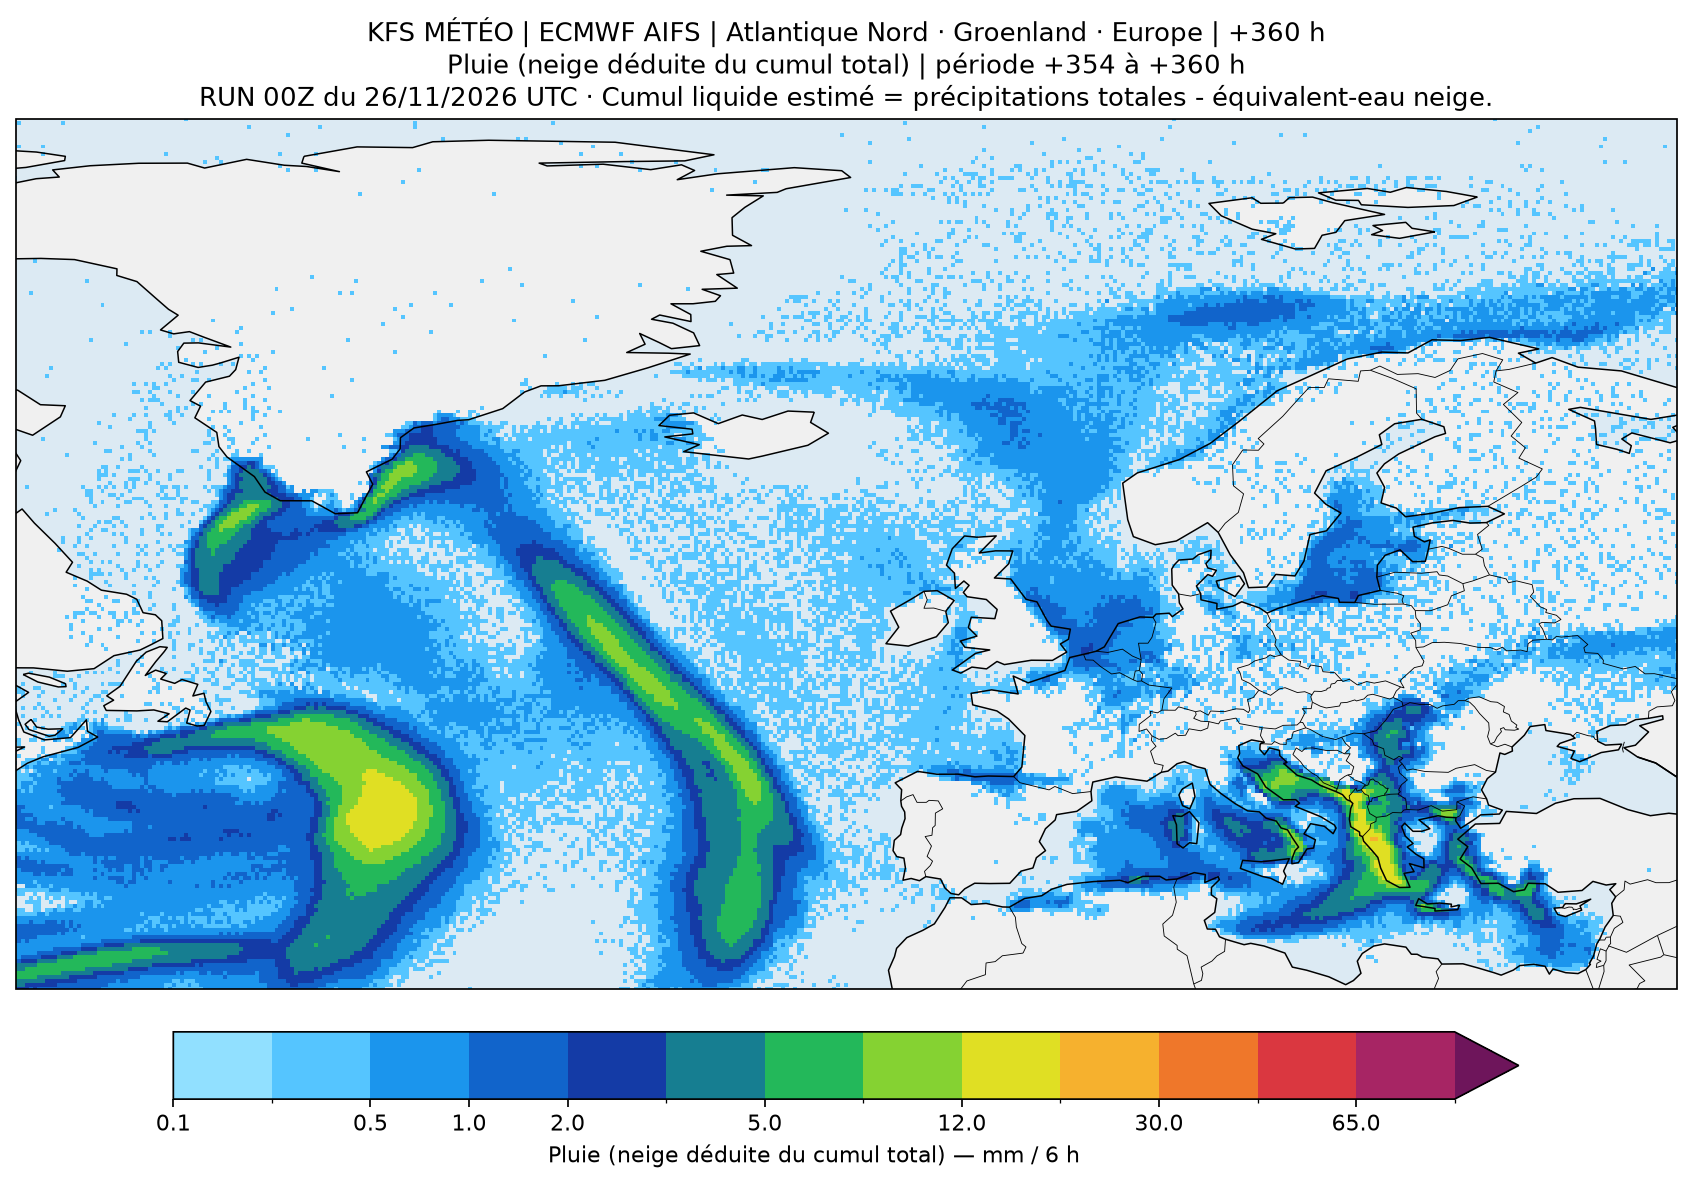 KFS MÉTÉO | ECMWF AIFS | Atlantique Nord · Groenland · Europe | +360 h
Pluie (neige déduite du cumul total) | période +354 à +360 h
RUN 00Z du 26/11/2026 UTC · Cumul liquide estimé = précipitations totales - équivalent-eau neige.
0.1 0.5 1.0 2.0 5.0 12.0 30.0 65.0
Pluie (neige déduite du cumul total) — mm / 6 h